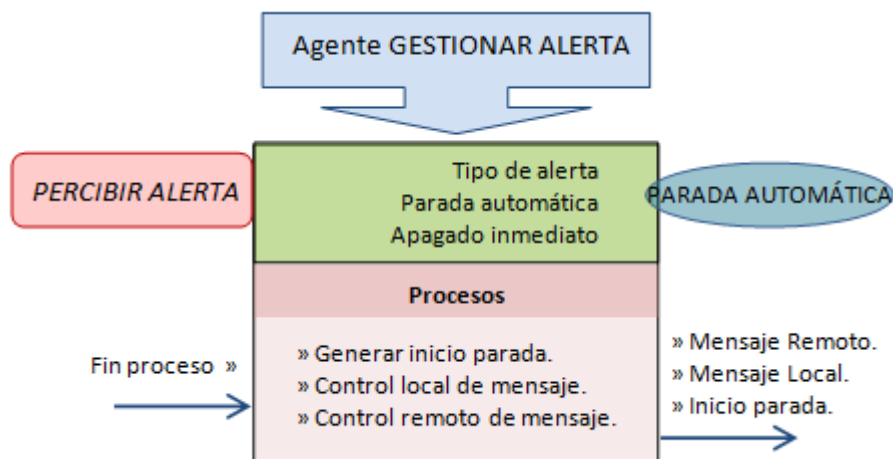 Agente GESTIONAR ALERTA
PERCIBIR ALERTA
Tipo de alerta
Parada automática
Apagado inmediato
PARADA AUTOMÁTICA
Procesos
Fin proceso »
» Generar inicio parada.
» Control local de mensaje.
» Control remoto de mensaje.
» Mensaje Remoto.
» Mensaje Local.
» Inicio parada.